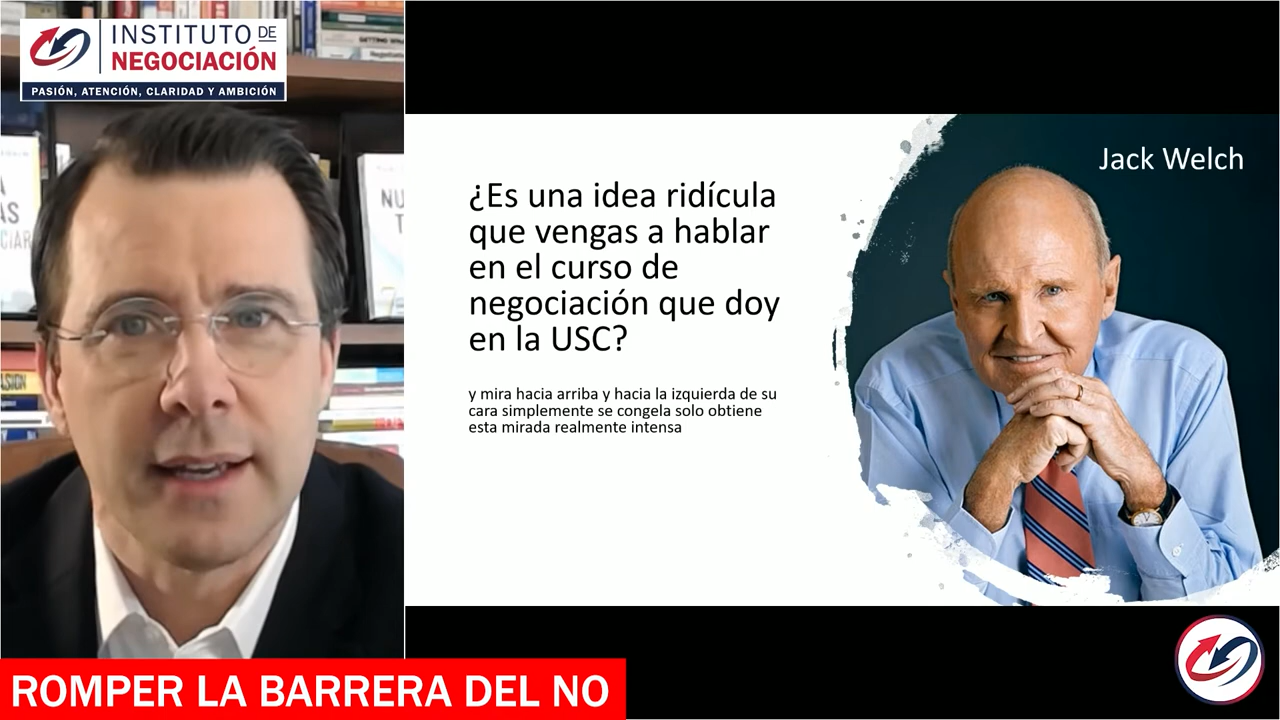 INSTITUTO DE
NEGOCIACIÓN
PASIÓN, ATENCIÓN, CLARIDAD Y AMBICIÓN
Jack Welch
¿Es una idea ridícula
que vengas a hablar
en el curso de
negociación que doy
en la USC?
y mira hacia arriba y hacia la izquierda de su
cara simplemente se congela solo obtiene
esta mirada realmente intensa
NU
ROMPER LA BARRERA DEL NO